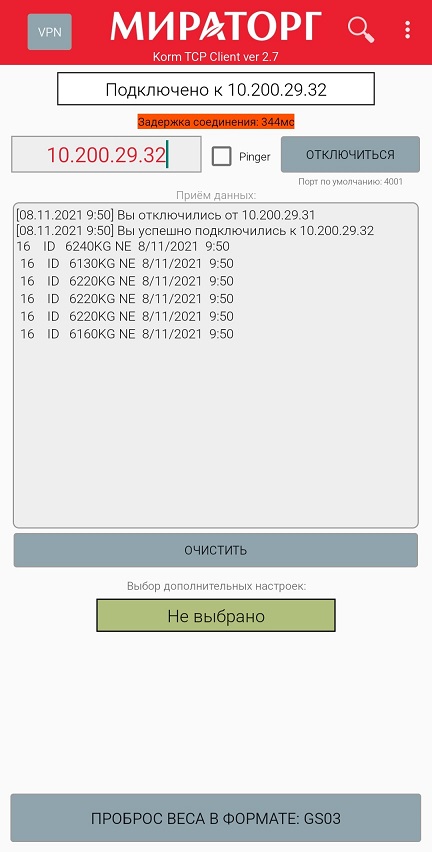 VPN
МИРАТОРГ
Korm TCP Client ver 2.7
Подключено к 10.200.29.32
Задержка соединения: 344мс
10.200.29.32
Pinger
ОТКЛЮЧИТЬСЯ
Порт по умолчанию: 4001
Приём данных:
[08.11.2021 9:50] Вы отключились от 10.200.29.31
[08.11.2021 9:50] Вы успешно подключились к 10.200.29.32
16 ID 6240KG NE 8/11/2021 9:50
16 ID 6130KG NE 8/11/2021 9:50
16 ID 6220KG NE 8/11/2021 9:50
16 ID 6220KG NE 8/11/2021 9:50
16 ID 6220KG NE 8/11/2021 9:50
16 ID 6160KG NE 8/11/2021 9:50
ОЧИСТИТЬ
Выбор дополнительных настроек:
Не выбрано
ПРОБРОС ВЕСА В ФОРМАТЕ: GS03